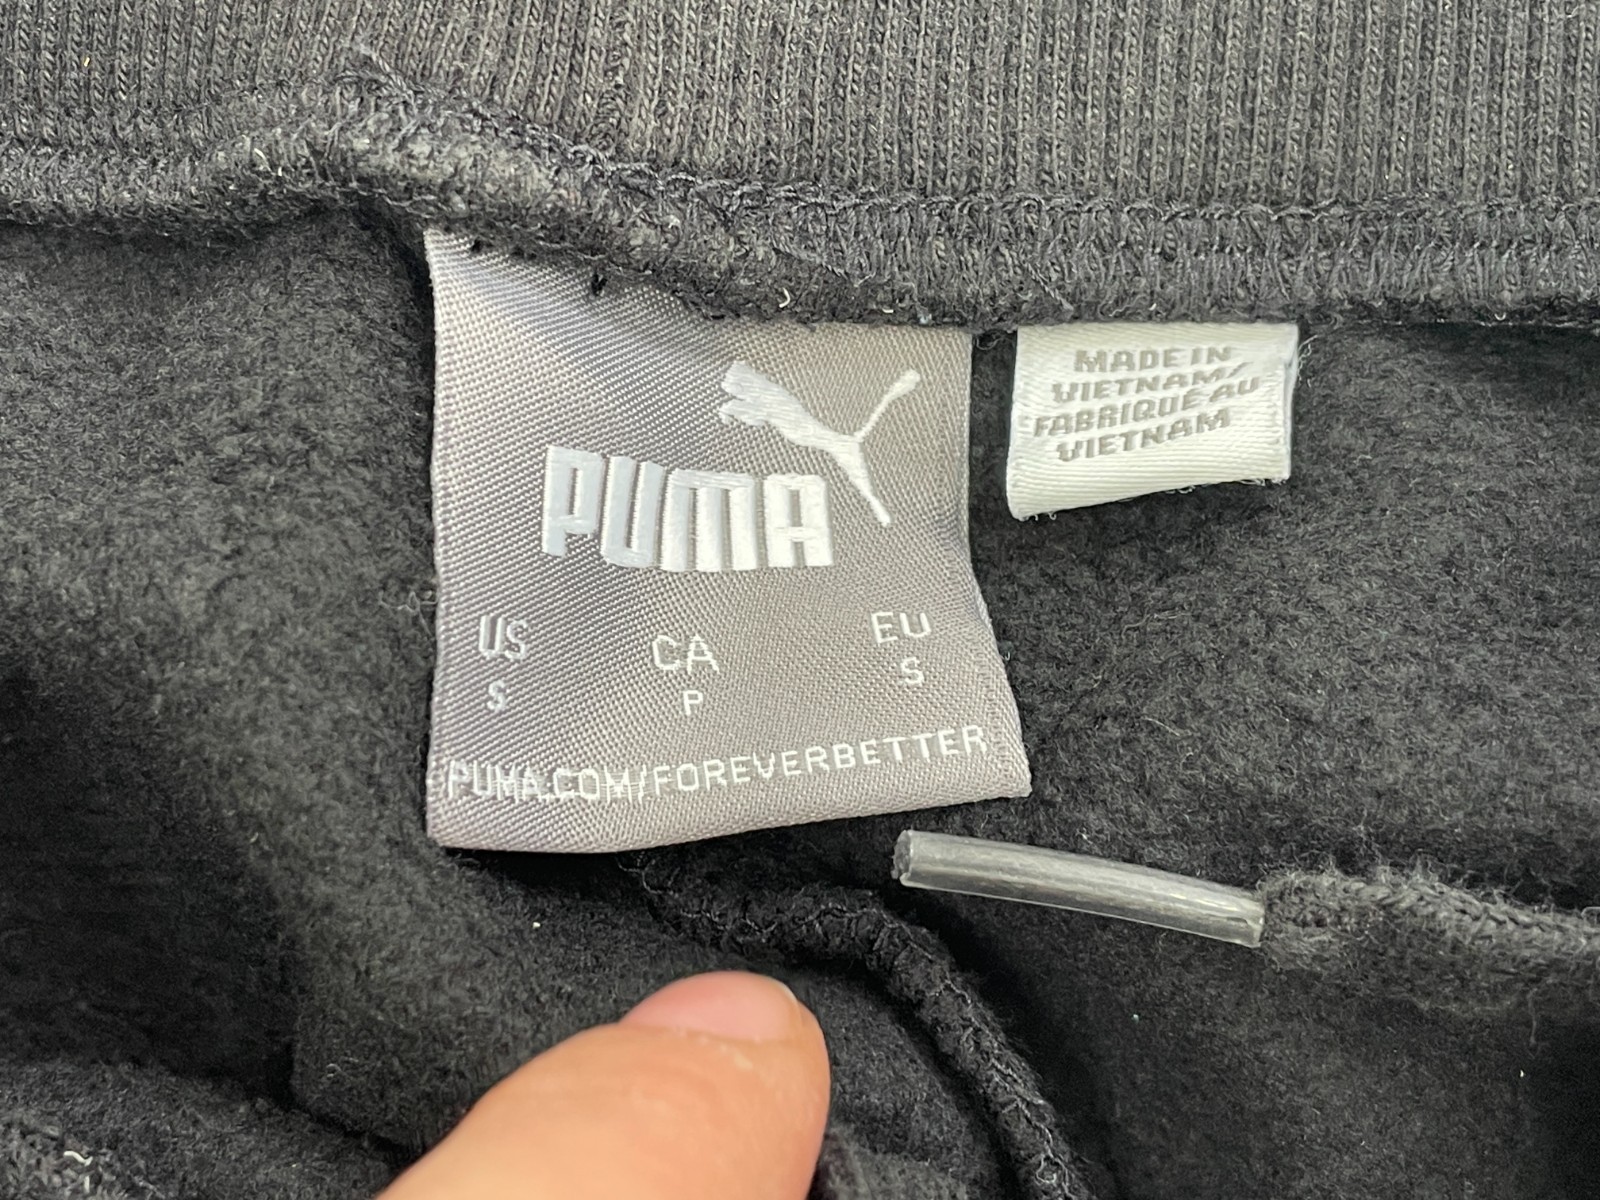 PUMA
US CA EU
S P S
PUMA.COM/FOREVERBETTER
MADE IN
VIETNAM/
FABRIQUÉ AU
VIETNAM